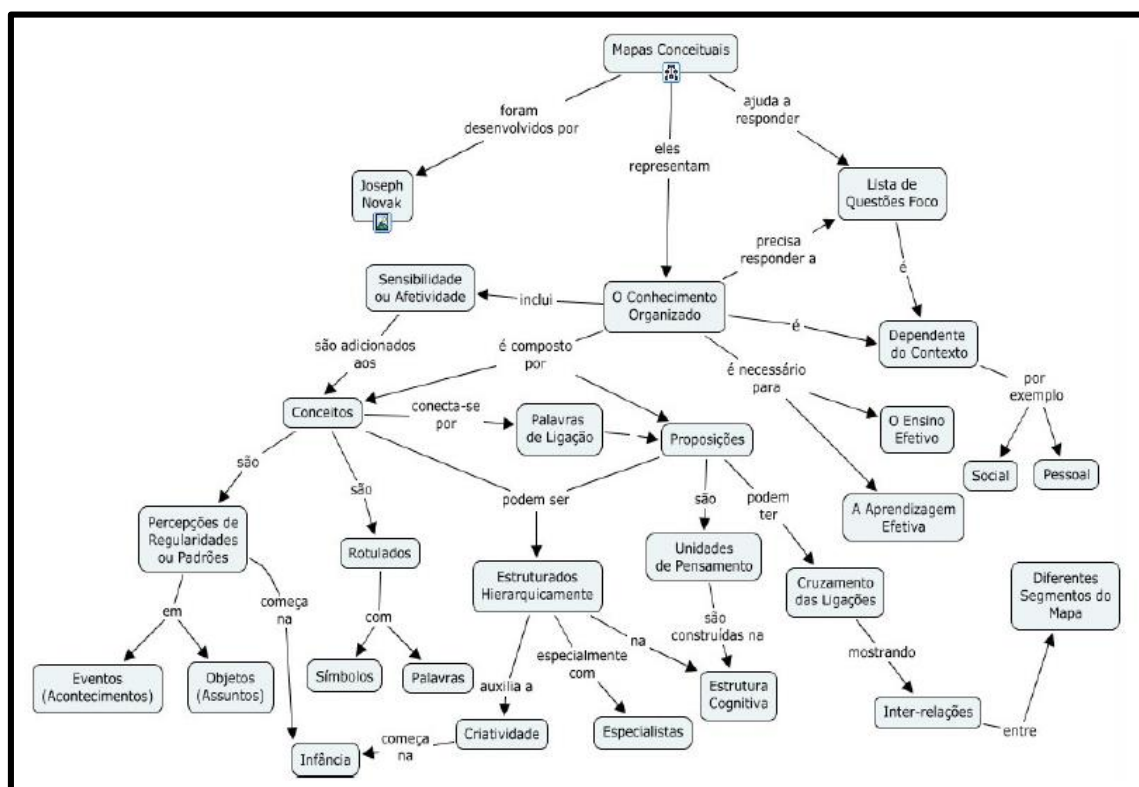 Mapas Conceituais
foram
desenvolvidos por
ajuda a
responder
eles
representam
Joseph
Novak
Lista de
Questões Foco
precisa
responder a
Sensibilidade
ou Afetividade
inclui
O Conhecimento
Organizado
é
é
Dependente
do Contexto
são adicionados
aos
é composto
por
é necessário
para
por
exemplo
Conceitos
conecta-se
por
Palavras
de Ligação
Proposições
O Ensino
Efetivo
Social
Pessoal
são
são
podem ser
são
podem
ter
A Aprendizagem
Efetiva
Percepções de
Regularidades
ou Padrões
Rotulados
Estruturados
Hierarquicamente
Unidades
de Pensamento
Cruzamento
das Ligações
Diferentes
Segmentos do
Mapa
em
começa
na
com
auxilia a
especialmente
com
na
são
construídas na
mostrando
Eventos
(Acontecimentos)
Objetos
(Assuntos)
Símbolos
Palavras
Estrutura
Cognitiva
Inter-relações
entre
Criatividade
Especialistas
começa
na
Infância